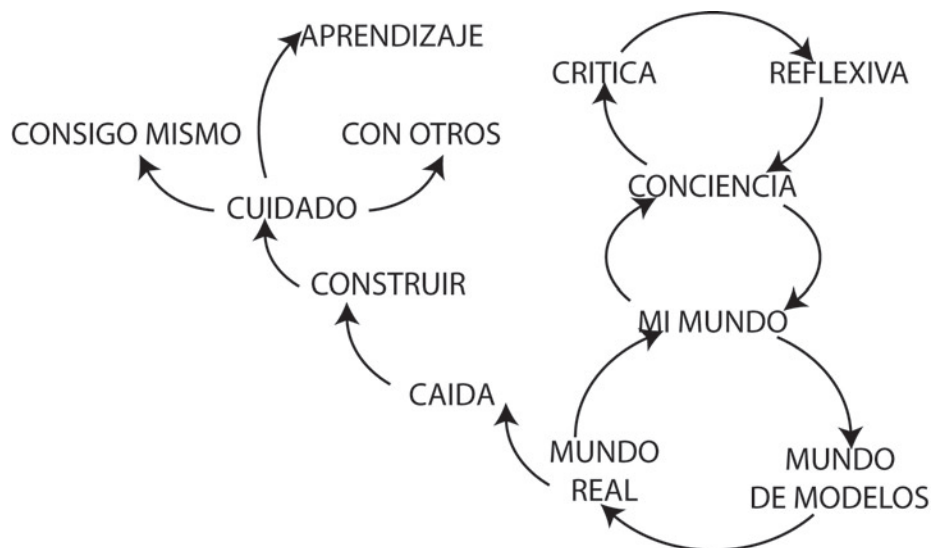 APRENDIZAJE
CRITICA
REFLEXIVA
CONSIGO MISMO
CON OTROS
CONCIENCIA
CUIDADO
CONSTRUIR
MI MUNDO
CAIDA
MUNDO
REAL
MUNDO
DE MODELOS